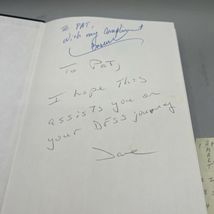 To PAT,
with my compliments
To PAT,
I hope this
assists you on
your DFSS journey